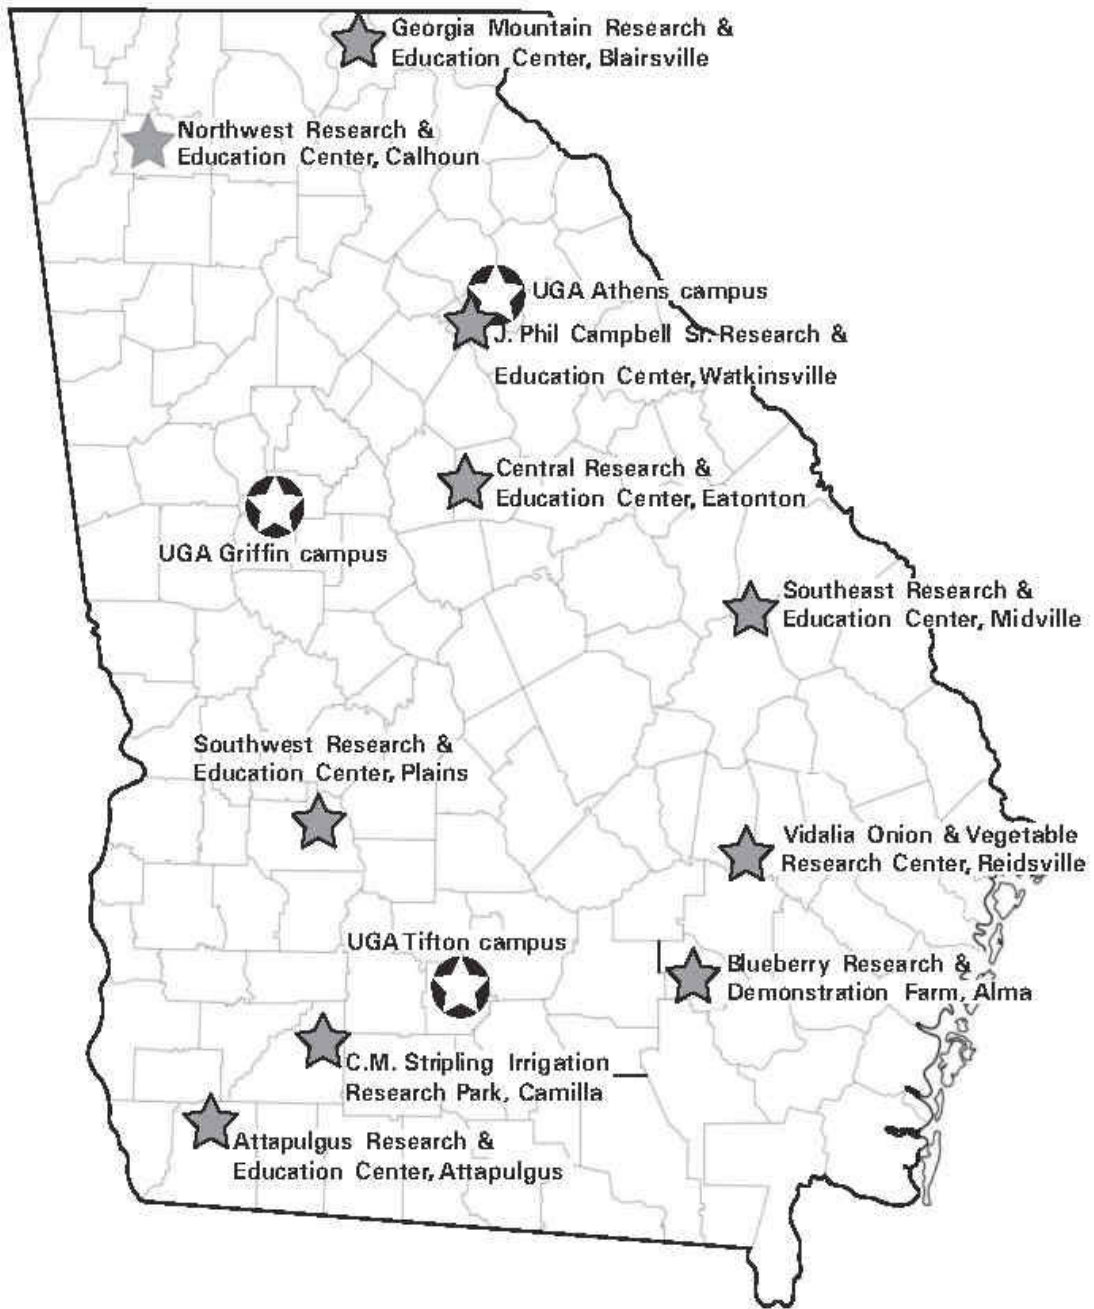 Georgia Mountain Research &
Education Center, Blairsville
Northwest Research &
Education Center, Calhoun
UGA Athens campus
J. Phil Campbell Sr. Research &
Education Center, Watkinsville
Central Research &
Education Center, Eatonton
UGA Griffin campus
Southeast Research &
Education Center, Midville
Southwest Research &
Education Center, Plains
Vidalia Onion & Vegetable
Research Center, Reidsville
UGA Tifton campus
Blueberry Research &
Demonstration Farm, Alma
C.M. Stripling Irrigation
Research Park, Camilla
Attapulgus Research &
Education Center, Attapulgus